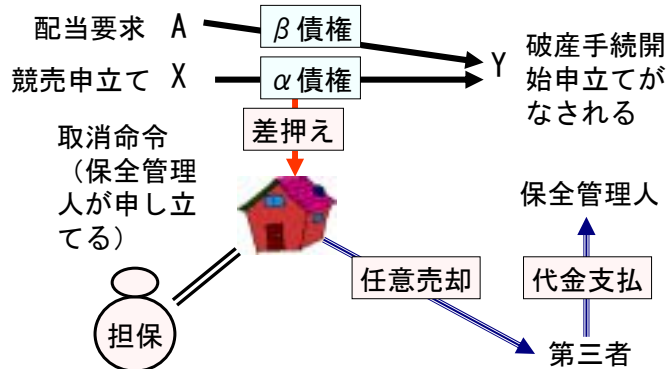 配当要求 A
β債権
競売申立て X
α債権
Y
破産手続開
始申立てが
なされる
差押え
取消命令
（保全管理
人が申し立
てる）
保全管理人
任意売却
代金支払
担保
第三者